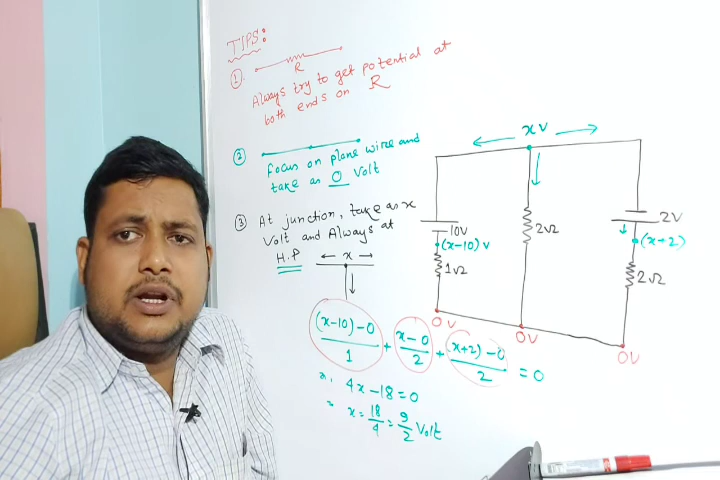 TIPS:
①. R
Always try to get potential at
both ends on R
②
Focus on plane wire and
take as 0 Volt
③ At junction, take as x
Volt and Always at
H.P
← x →
x V
10V
(x-10) V
1Ω
2Ω
2V
(x+2)
2Ω
0V
0V
0V
(x-10)-0/1 + x-0/2 + (x+2)-0/2 = 0
4x-18=0
x = 18/4 = 9/2 Volt